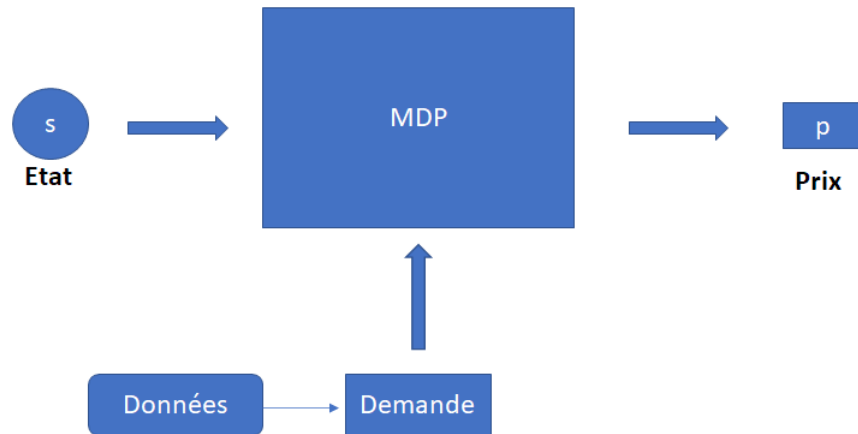 s
Etat
MDP
p
Prix
Données
Demande